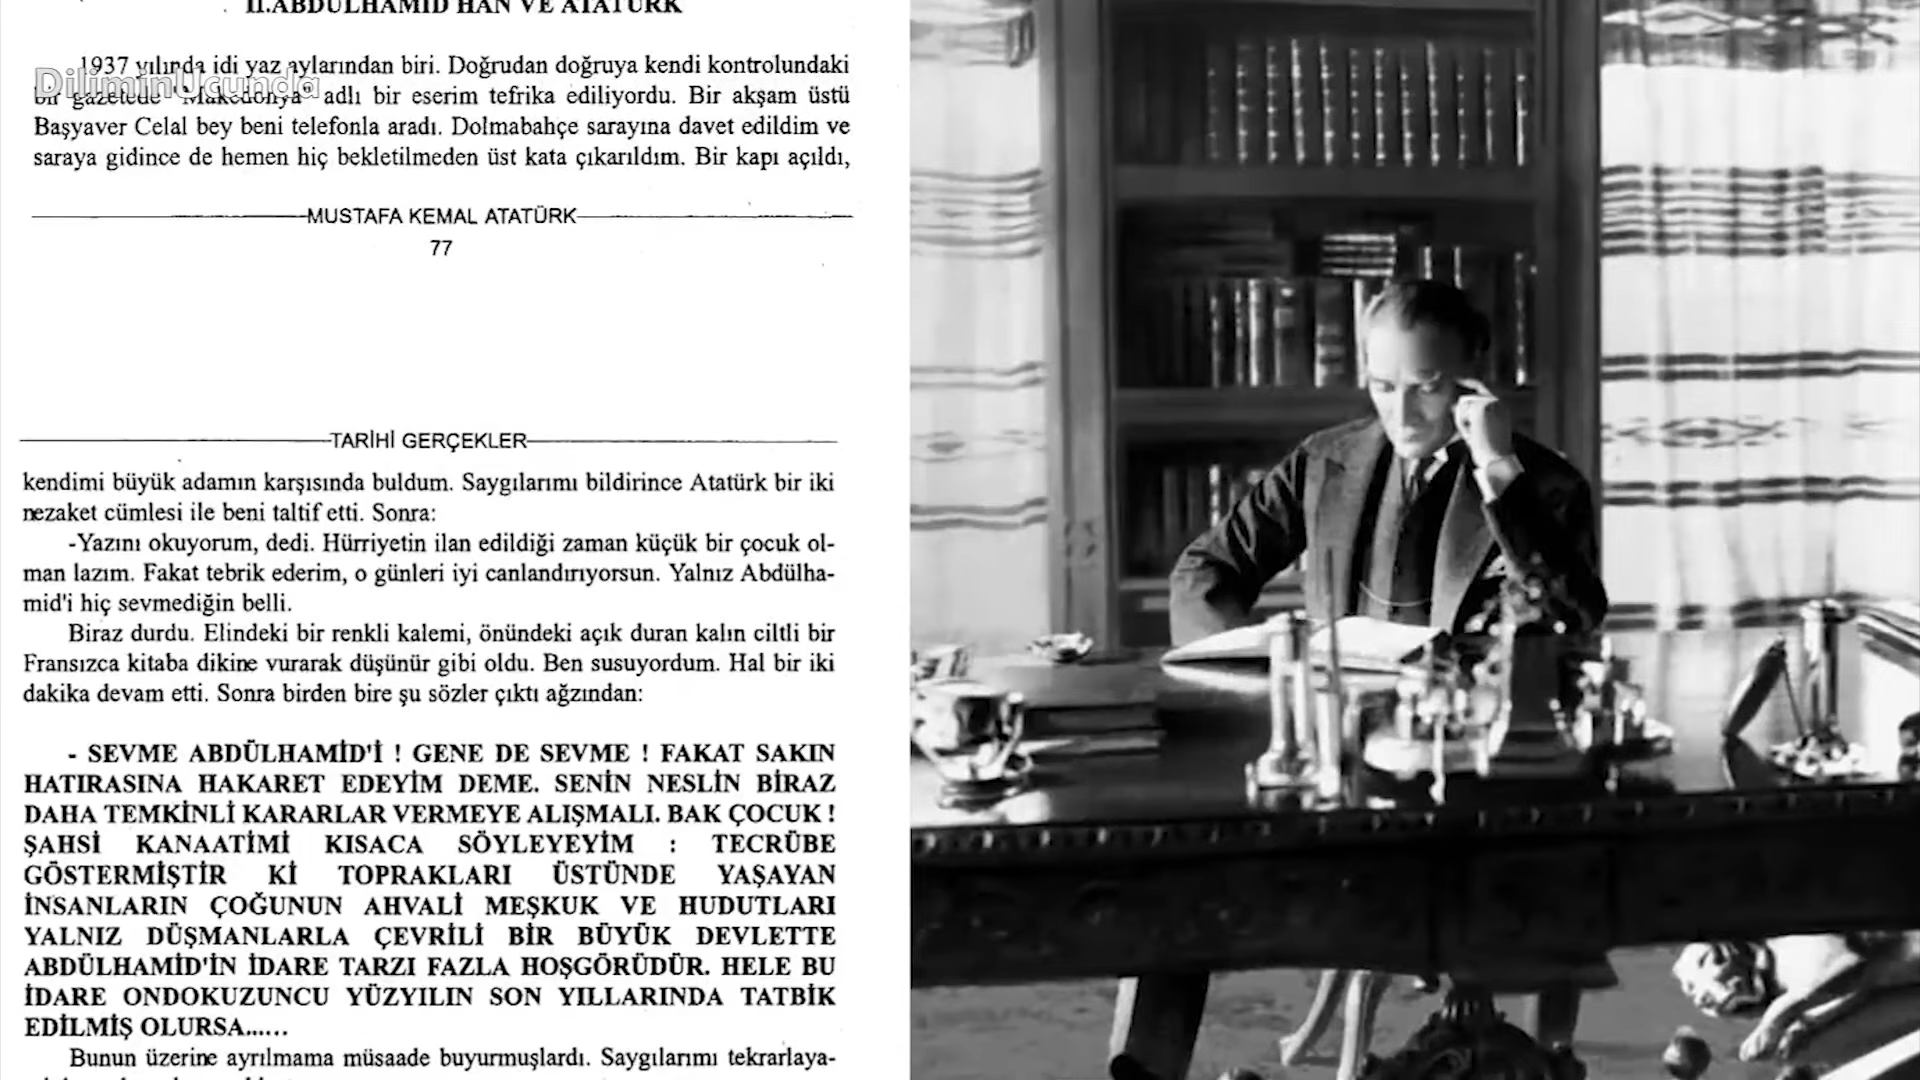 II.ABDÜLHAMİD HAN VE ATATÜRK
1937 yılında idi yaz aylarından biri. Doğrudan doğruya kendi kontrolundaki
DiliminUcunda
bir gazetede "Makedonya" adlı bir eserim tefrika ediliyordu. Bir akşam üstü
Başyaver Celal bey beni telefonla aradı. Dolmabahçe sarayına davet edildim ve
saraya gidince de hemen hiç bekletilmeden üst kata çıkarıldım. Bir kapı açıldı,
MUSTAFA KEMAL ATATÜRK
77
TARİHİ GERÇEKLER
kendimi büyük adamın karşısında buldum. Saygılarımı bildirince Atatürk bir iki
nezaket cümlesi ile beni taltif etti. Sonra:
-Yazını okuyorum, dedi. Hürriyetin ilan edildiği zaman küçük bir çocuk ol-
man lazım. Fakat tebrik ederim, o günleri iyi canlandırıyorsun. Yalnız Abdülha-
mid'i hiç sevmediğin belli.
Biraz durdu. Elindeki bir renkli kalemi, önündeki açık duran kalın ciltli bir
Fransızca kitaba dikine vurarak düşünür gibi oldu. Ben susuyordum. Hal bir iki
dakika devam etti. Sonra birden bire şu sözler çıktı ağzından:
- SEVME ABDÜLHAMİD'İ ! GENE DE SEVME ! FAKAT SAKIN
HATIRASINA HAKARET EDEYİM DEME. SENİN NESLİN BİRAZ
DAHA TEMKİNLİ KARARLAR VERMEYE ALIŞMALI. BAK ÇOCUK !
ŞAHSİ KANAATİMİ KISACA SÖYLEYEYİM : TECRÜBE
GÖSTERMİŞTİR Kİ TOPRAKLARI ÜSTÜNDE YAŞAYAN
İNSANLARIN ÇOĞUNUN AHVALİ MEŞKUK VE HUDUTLARI
YALNIZ DÜŞMANLARLA ÇEVRİLİ BİR BÜYÜK DEVLETTE
ABDÜLHAMİD'İN İDARE TARZI FAZLA HOŞGÖRÜDÜR. HELE BU
İDARE ONDOKUZUNCU YÜZYILIN SON YILLARINDA TATBİK
EDİLMİŞ OLURSA......
Bunun üzerine ayrılmama müsaade buyurmuşlardı. Saygılarımı tekrarlaya-